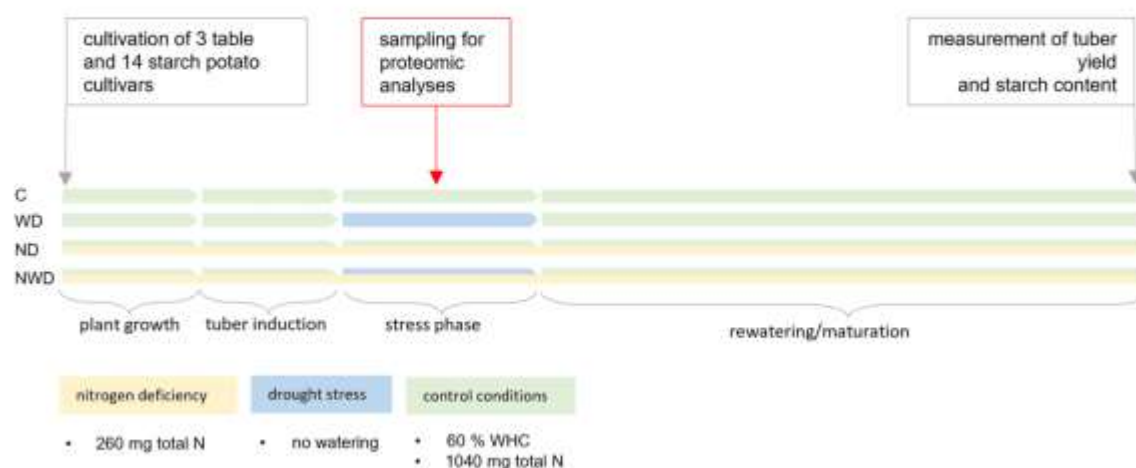 cultivation of 3 table
and 14 starch potato
cultivars
sampling for
proteomic
analyses
measurement of tuber
yield
and starch content
C
WD
ND
NWD
plant growth
tuber induction
stress phase
rewatering/maturation
nitrogen deficiency
drought stress
control conditions
• 260 mg total N
• no watering
• 60 % WHC
• 1040 mg total N